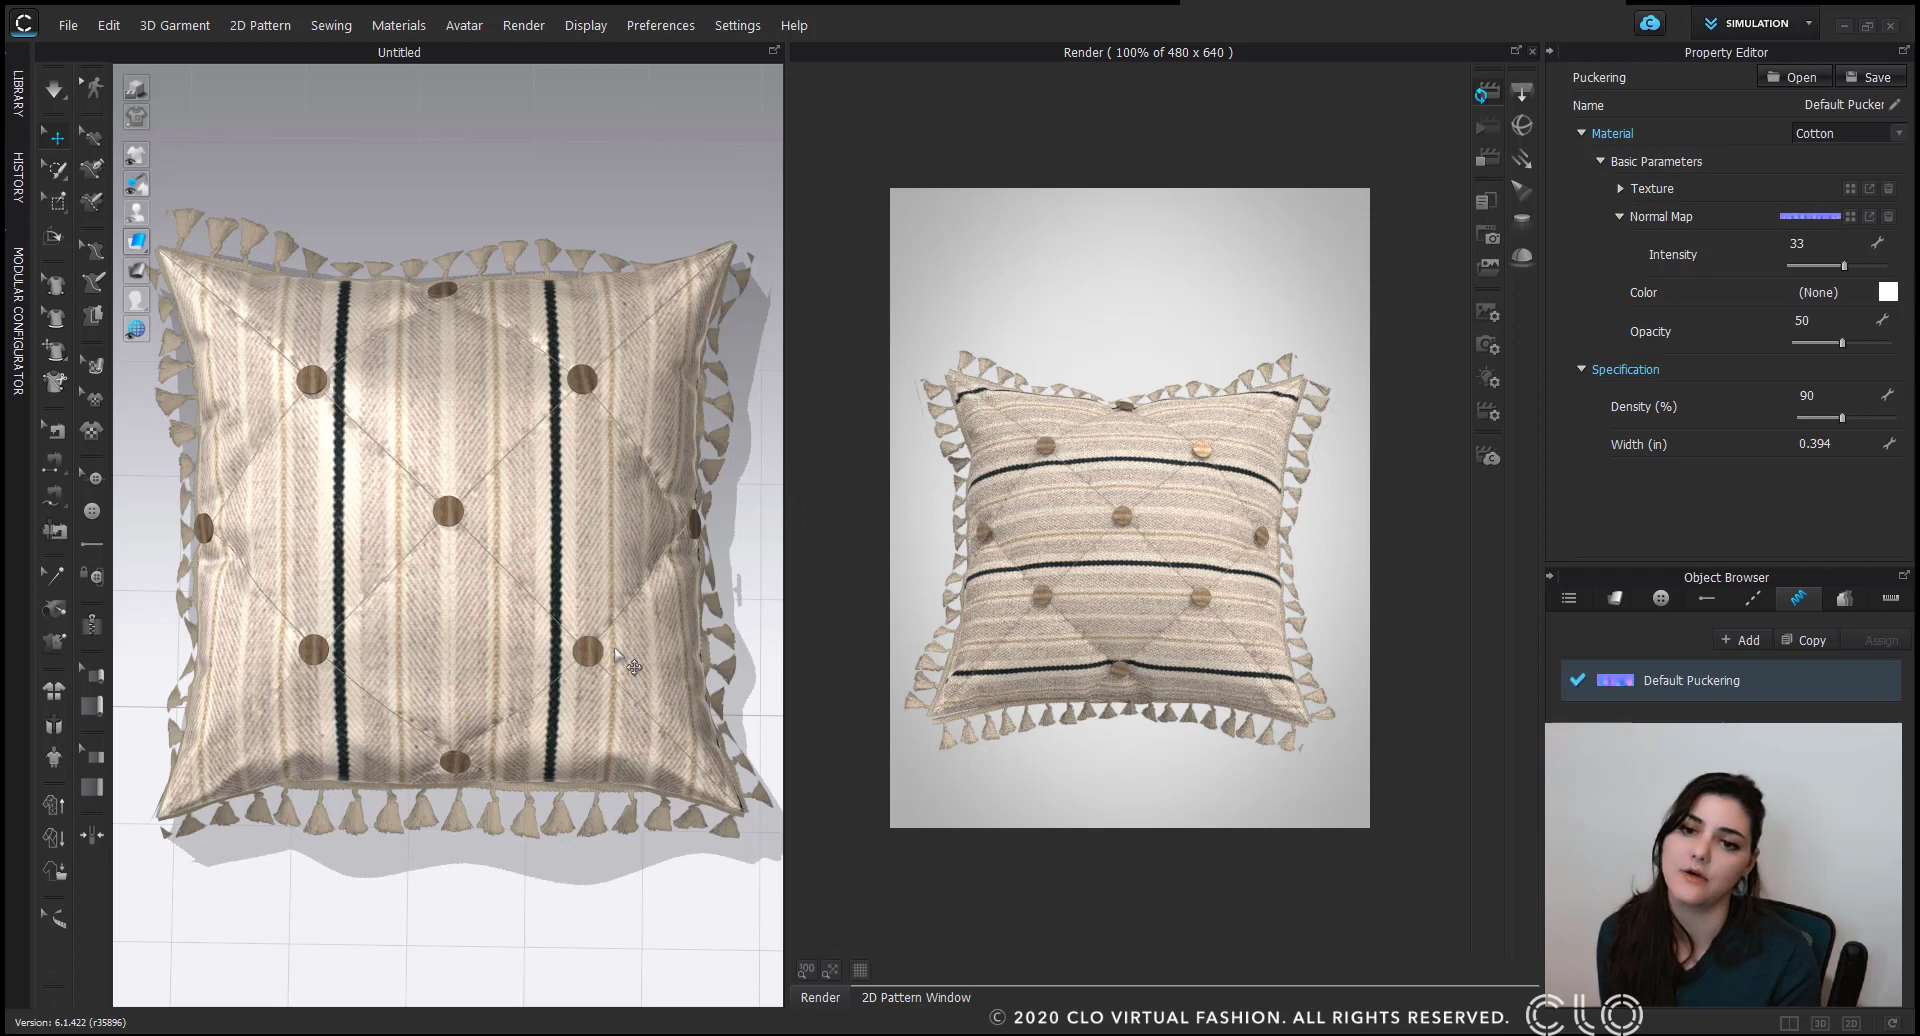 File Edit 3D Garment 2D Pattern Sewing Materials Avatar Render Display Preferences Settings Help
SIMULATION
Untitled
Render ( 100% of 480 x 640 )
Property Editor
LIBRARY
HISTORY
MODULAR CONFIGURATOR
Puckering Open Save
Name Default Pucker
Material Cotton
Basic Parameters
Texture
Normal Map
33
Intensity
Color (None)
50
Opacity
Specification
90
Density (%)
Width (in) 0.394
Object Browser
+ Add Copy Assign
Default Puckering
100
Render 2D Pattern Window
Version: 6.1.422 (r35896)
© 2020 CLO VIRTUAL FASHION. ALL RIGHTS RESERVED. CLO
3D 2D